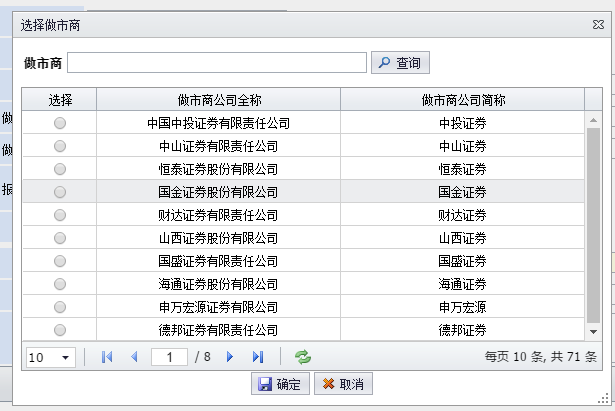 选择做市商
做市商 查询
选择 做市商公司全称 做市商公司简称
中国中投证券有限责任公司 中投证券
中山证券有限责任公司 中山证券
恒泰证券股份有限公司 恒泰证券
国金证券股份有限公司 国金证券
财达证券有限责任公司 财达证券
山西证券股份有限公司 山西证券
国盛证券有限责任公司 国盛证券
海通证券股份有限公司 海通证券
申万宏源证券有限公司 申万宏源
德邦证券有限责任公司 德邦证券
10 1 / 8 每页 10 条, 共 71 条
确定 取消
做
做
报